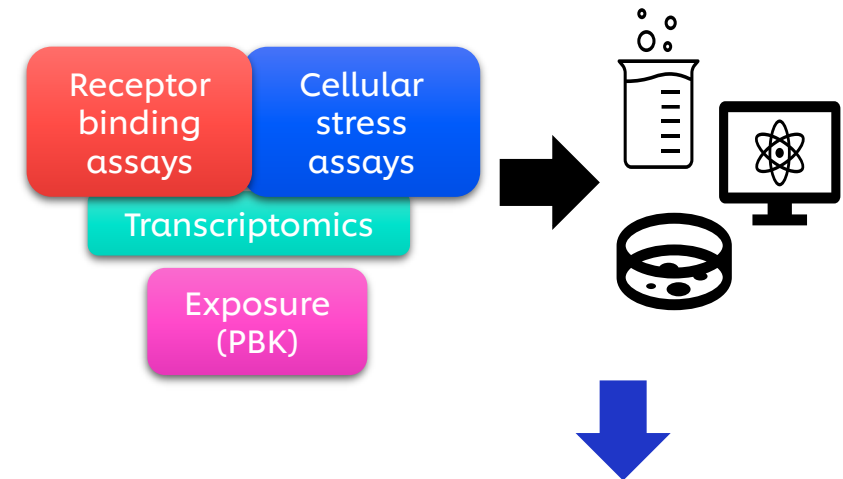 Receptor
binding
assays
Cellular
stress
assays
Transcriptomics
Exposure
(PBK)